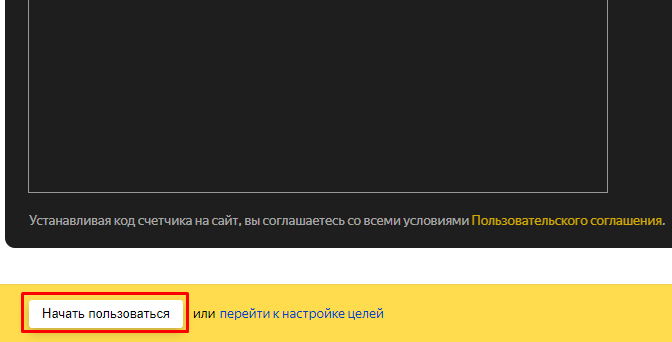 Устанавливая код счетчика на сайт, вы соглашаетесь со всеми условиями Пользовательского соглашения.
Начать пользоваться или перейти к настройке целей